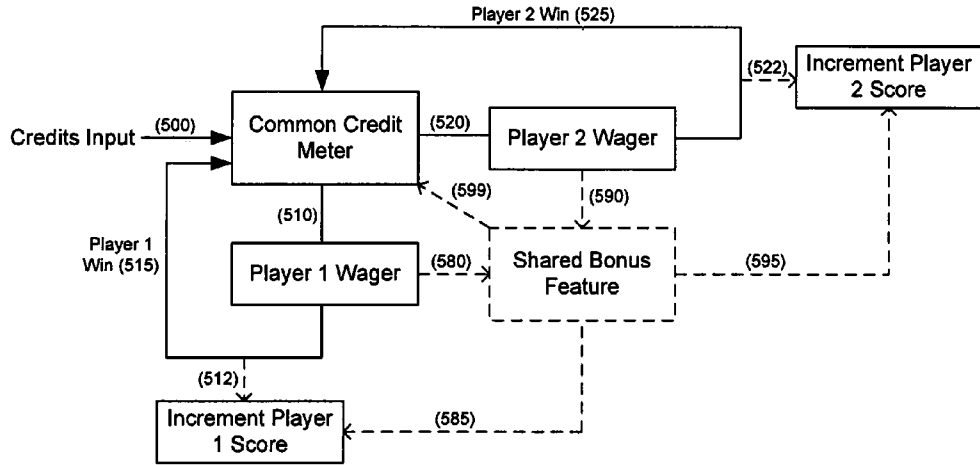 Player 2 Win (525)
(522)
Increment Player
2 Score
Credits Input
(500)
Common Credit
Meter
(520)
Player 2 Wager
(599)
(590)
(510)
Player 1
Win (515)
Player 1 Wager
(580)
Shared Bonus
Feature
(595)
(512)
Increment Player
1 Score
(585)